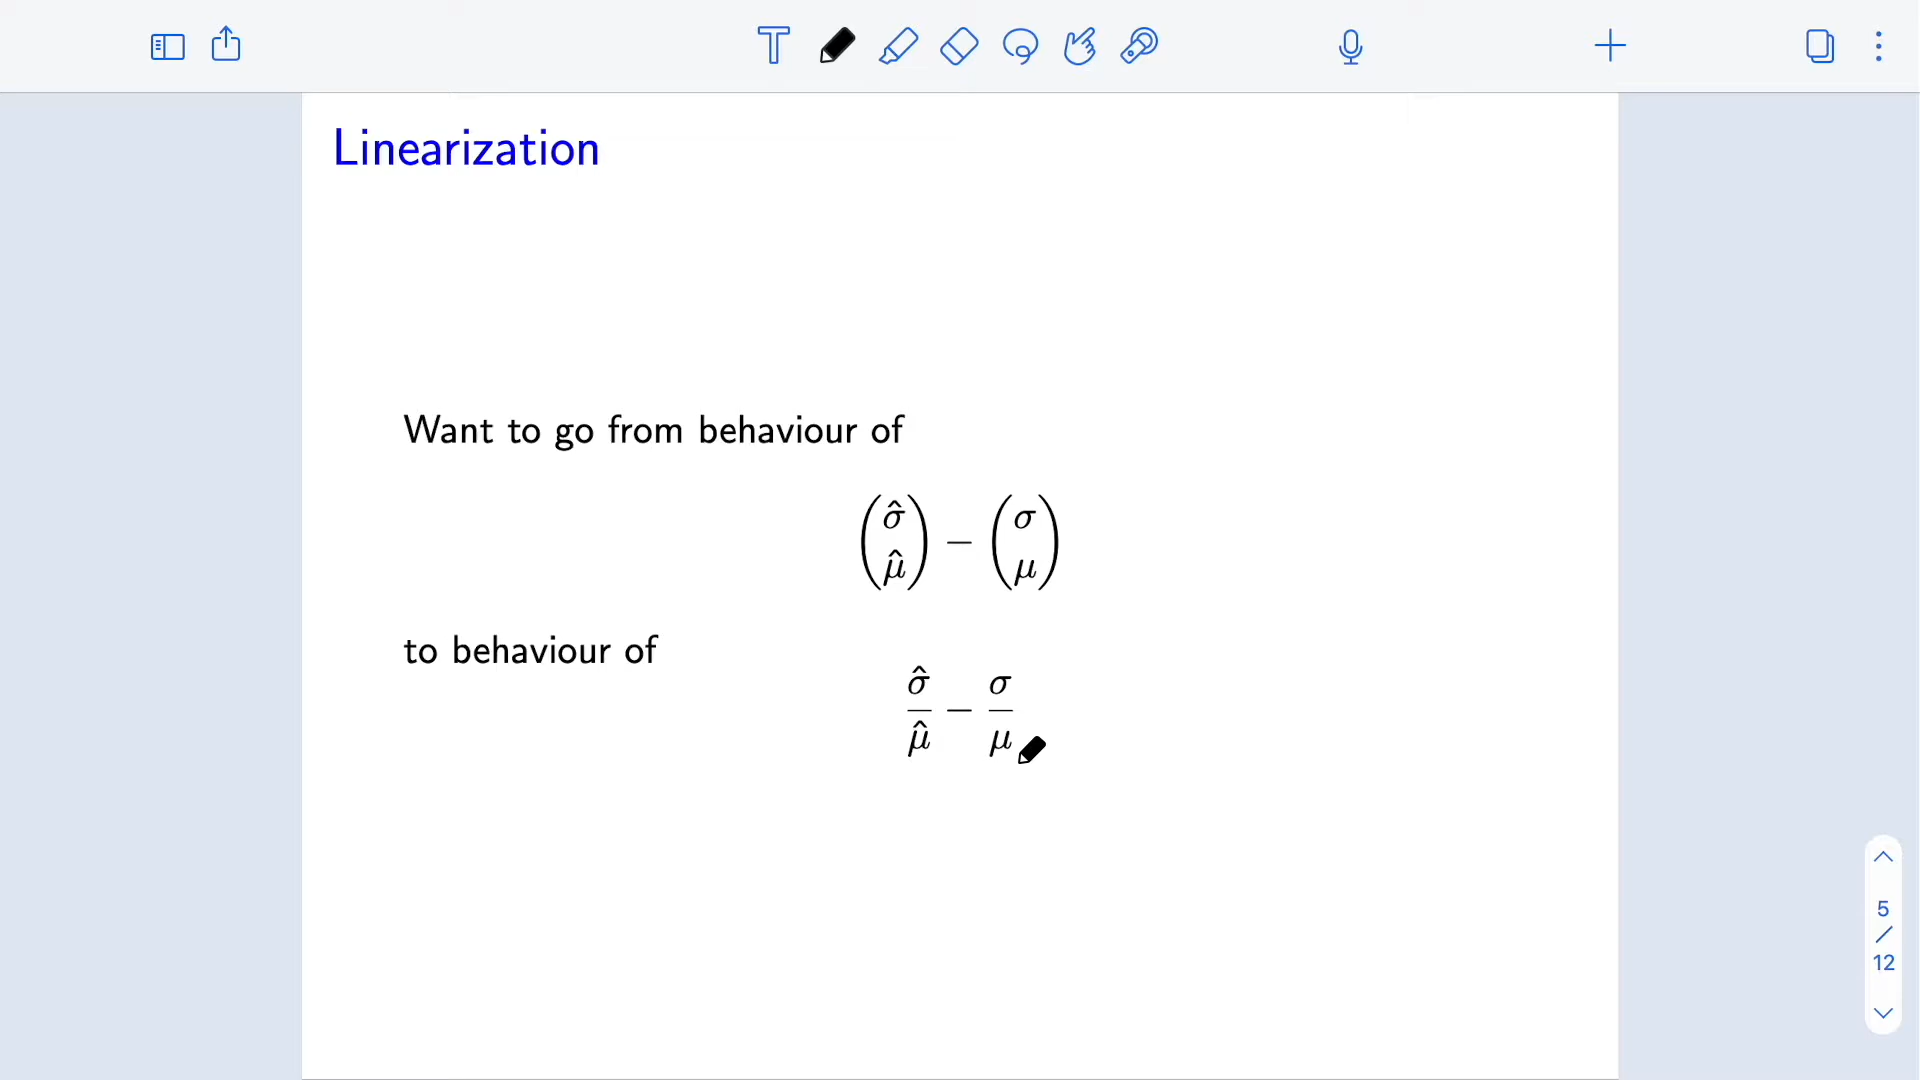 Linearization
Want to go from behaviour of
(σ̂ μ̂) − (σ μ)
to behaviour of
σ̂/μ̂ − σ/μ
5
/
12